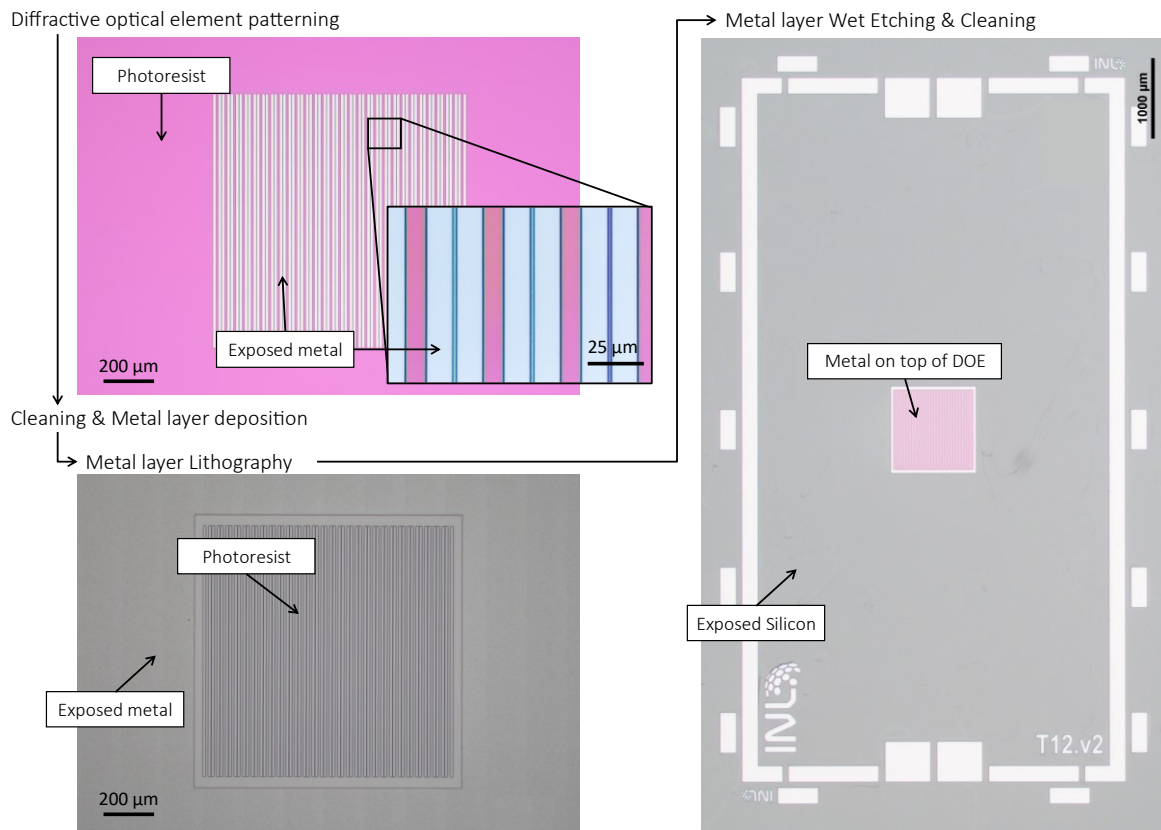 Diffractive optical element patterning
Photoresist
Exposed metal
200 µm
25 µm
Cleaning & Metal layer deposition
Metal layer Lithography
Photoresist
Exposed metal
200 µm
Metal layer Wet Etching & Cleaning
INL
1000 µm
Metal on top of DOE
Exposed Silicon
INL
T12.v2
INL